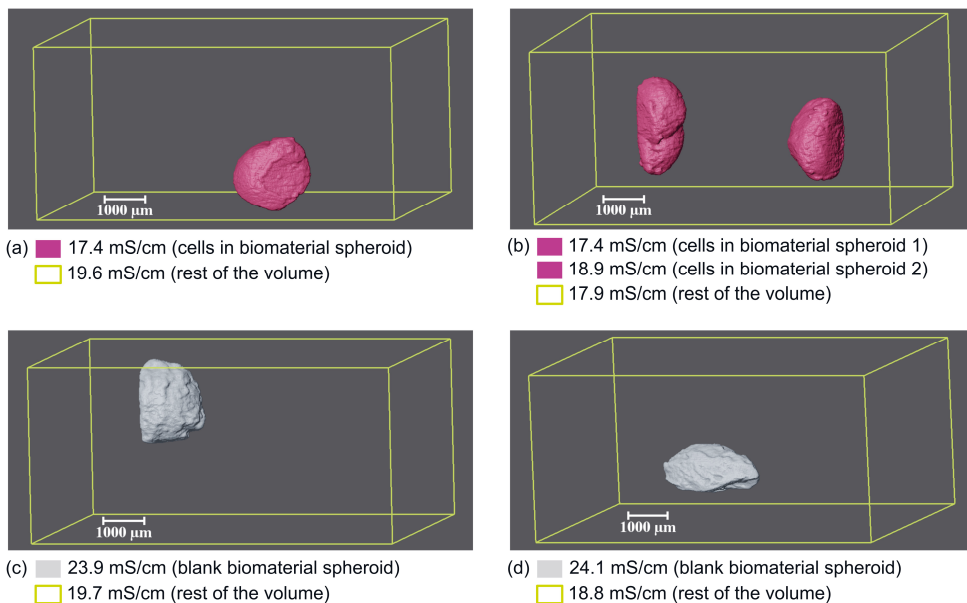 1000 µm
1000 µm
(a) 17.4 mS/cm (cells in biomaterial spheroid)
19.6 mS/cm (rest of the volume)
(b) 17.4 mS/cm (cells in biomaterial spheroid 1)
18.9 mS/cm (cells in biomaterial spheroid 2)
17.9 mS/cm (rest of the volume)
1000 µm
1000 µm
(c) 23.9 mS/cm (blank biomaterial spheroid)
19.7 mS/cm (rest of the volume)
(d) 24.1 mS/cm (blank biomaterial spheroid)
18.8 mS/cm (rest of the volume)